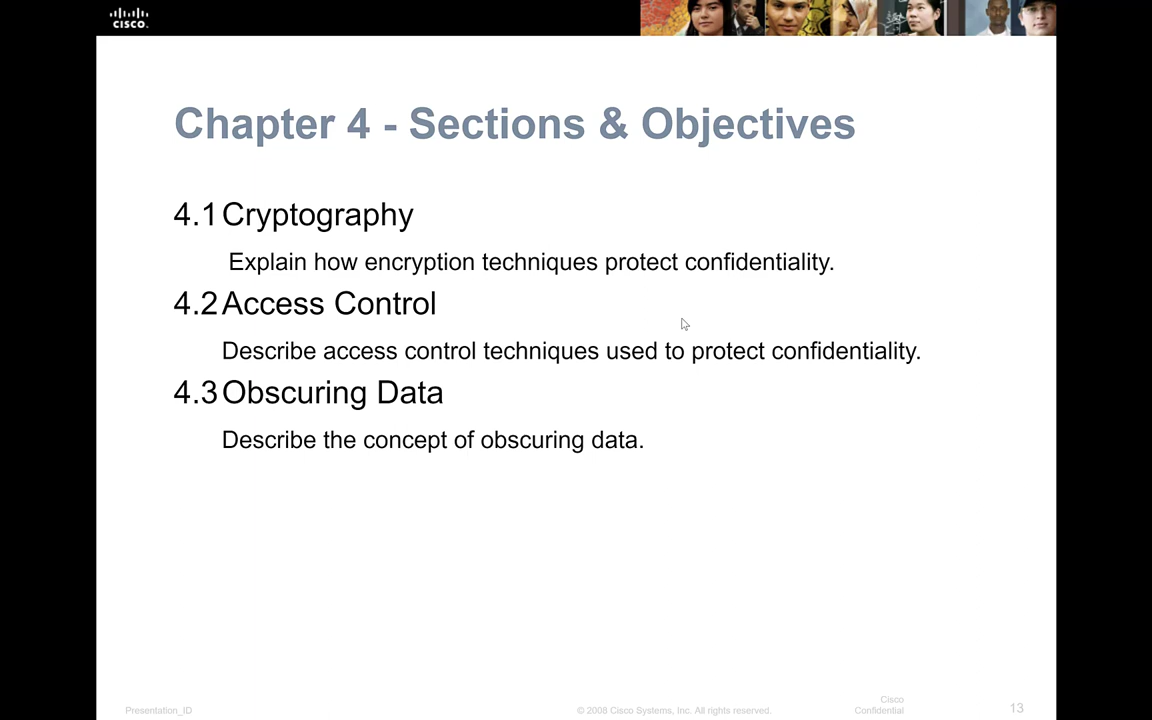 cisco.
Chapter 4 - Sections & Objectives
4.1 Cryptography
Explain how encryption techniques protect confidentiality.
4.2 Access Control
Describe access control techniques used to protect confidentiality.
4.3 Obscuring Data
Describe the concept of obscuring data.
Presentation_ID
© 2008 Cisco Systems, Inc. All rights reserved.
Cisco
Confidential
13